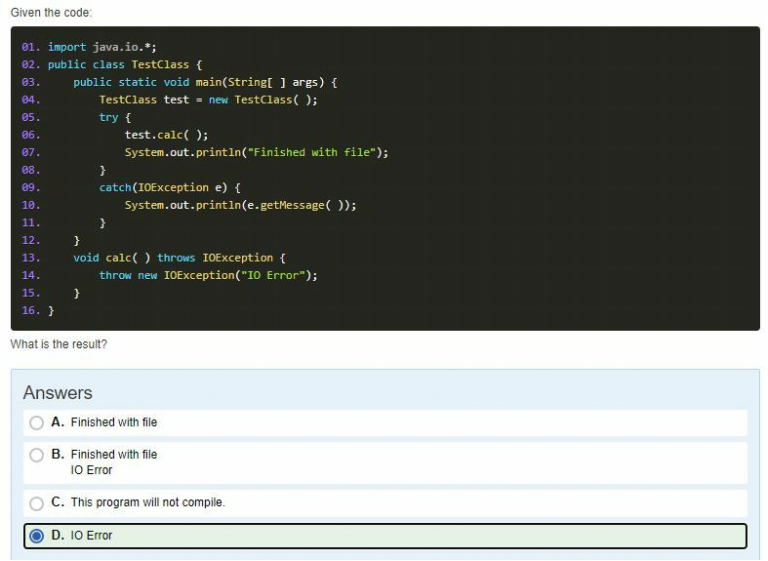 Given the code:
01. import java.io.*;
02. public class TestClass {
03. public static void main(String[ ] args) {
04. TestClass test = new TestClass( );
05. try {
06. test.calc( );
07. System.out.println("Finished with file");
08. }
09. catch(IOException e) {
10. System.out.println(e.getMessage( ));
11. }
12. }
13. void calc( ) throws IOException {
14. throw new IOException("IO Error");
15. }
16. }
What is the result?
Answers
A. Finished with file
B. Finished with file
IO Error
C. This program will not compile.
D. IO Error